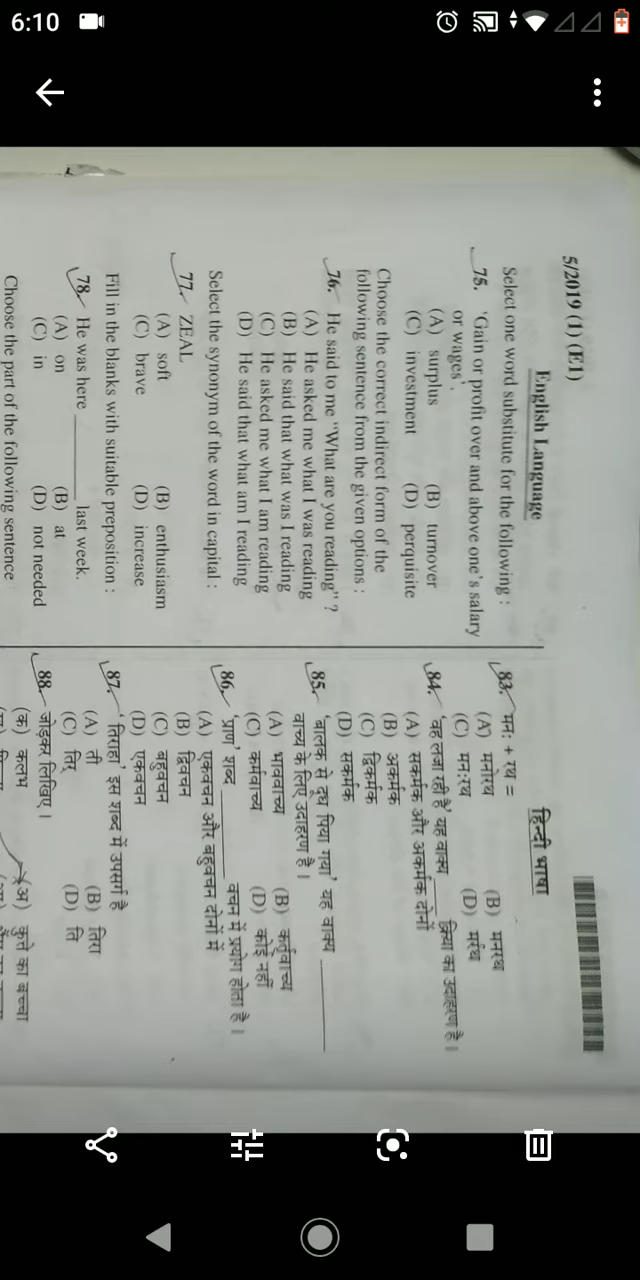 6:10
5/2019 (1) (E1)
English Language
Select one word substitute for the following :
75. 'Gain or profit over and above one's salary
or wages'.
(A) surplus (B) turnover
(C) investment (D) perquisite
Choose the correct indirect form of the
following sentence from the given options :
76. He said to me "What are you reading" ?
(A) He asked me what I was reading
(B) He said that what was I reading
(C) He asked me what I am reading
(D) He said that what am I reading
Select the synonym of the word in capital :
77. ZEAL
(A) soft (B) enthusiasm
(C) brave (D) increase
Fill in the blanks with suitable preposition :
78. He was here ________ last week.
(A) on (B) at
(C) in (D) not needed
Choose the part of the following sentence
हिन्दी भाषा
83. मन: + रथ =
(A) मनोरथ (B) मनरथ
(C) मन:रथ (D) मर्रथ
84. 'वह लजा रही है' यह वाक्य ____ क्रिया का उदाहरण है।
(A) सकर्मक और अकर्मक दोनों
(B) अकर्मक
(C) द्विकर्मक
(D) सकर्मक
85. 'बालक से दूध पिया गया' यह वाक्य ________
वाच्य के लिए उदाहरण है।
(A) भाववाच्य (B) कर्तृवाच्य
(C) कर्मवाच्य (D) कोई नहीं
86. 'प्राण' शब्द ________ वचन में प्रयोग होता है।
(A) एकवचन और बहुवचन दोनों में
(B) द्विवचन
(C) बहुवचन
(D) एकवचन
87. 'तिराहा' इस शब्द में उपसर्ग है
(A) ती (B) तिरा
(C) तिर् (D) ति
88. जोड़कर लिखिए।
(क) कलभ (अ) कुत्ते का बच्चा